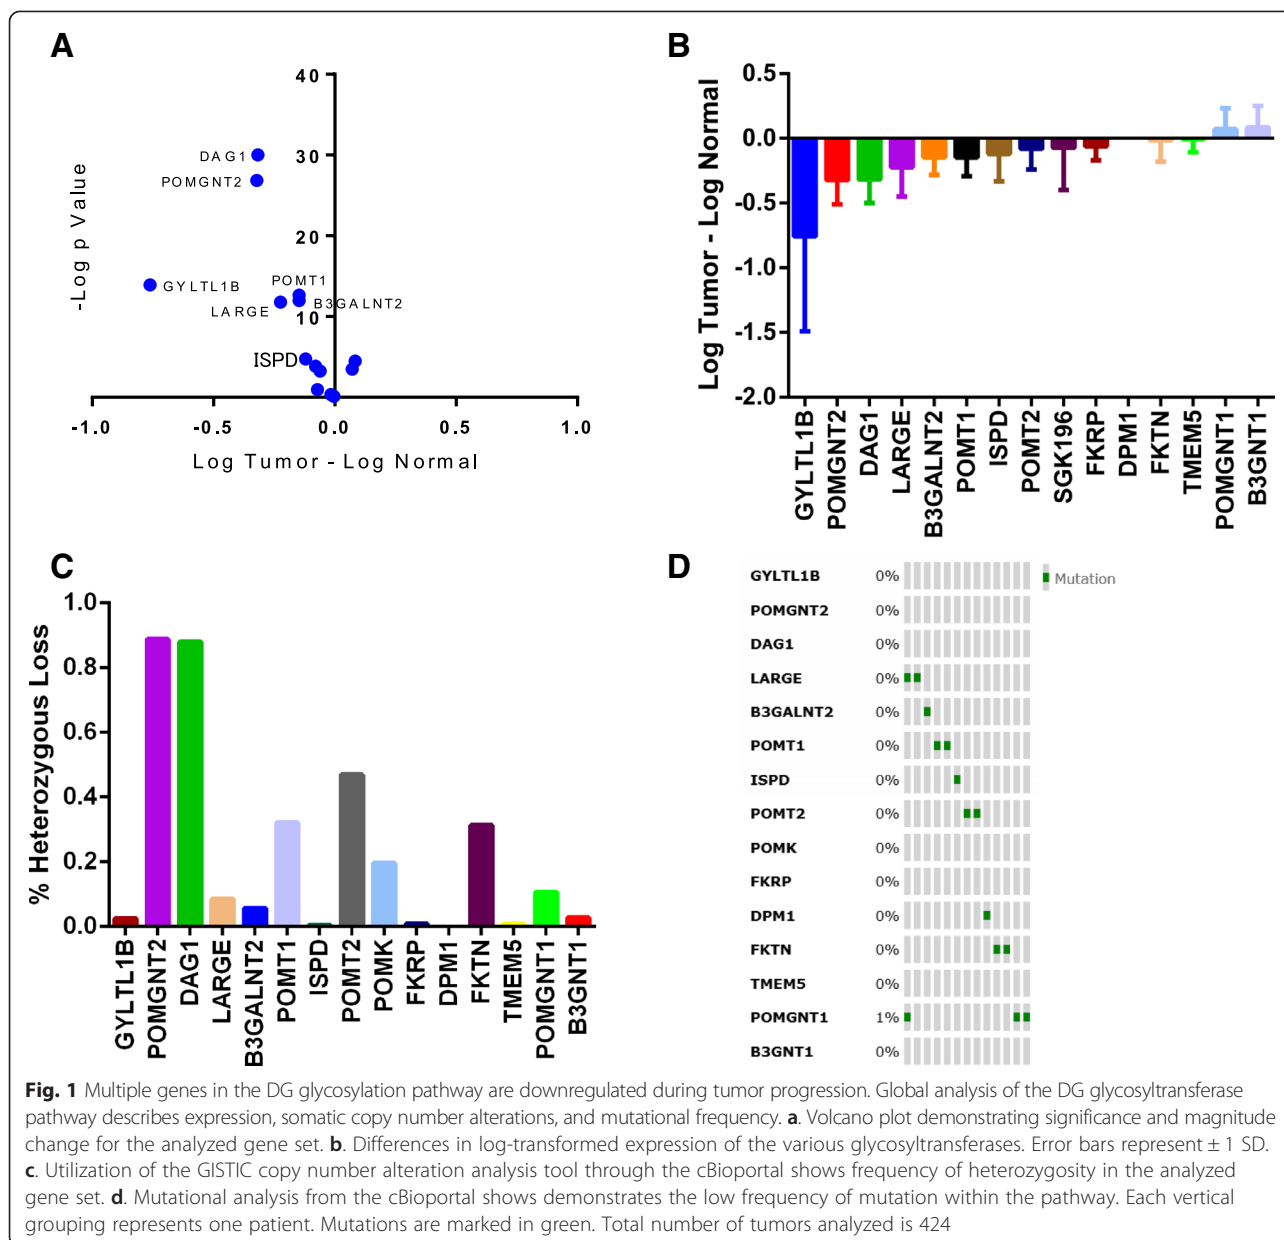 A
40
30
20
10
-Log p Value
DAG1
POMGNT2
GYLTL1B
POMT1
B3GALNT2
LARGE
ISPD
-1.0 -0.5 0.0 0.5 1.0
Log Tumor - Log Normal
B
Log Tumor - Log Normal
0.5
0.0
-0.5
-1.0
-1.5
-2.0
GYLTL1B
POMGNT2
DAG1
LARGE
B3GALNT2
POMT1
ISPD
POMT2
SGK196
FKRP
DPM1
FKTN
TMEM5
POMGNT1
B3GNT1
C
% Heterozygous Loss
1.0
0.8
0.6
0.4
0.2
0.0
GYLTL1B
POMGNT2
DAG1
LARGE
B3GALNT2
POMT1
ISPD
POMT2
POMK
FKRP
DPM1
FKTN
TMEM5
POMGNT1
B3GNT1
D
GYLTL1B 0%
Mutation
POMGNT2 0%
DAG1 0%
LARGE 0%
B3GALNT2 0%
POMT1 0%
ISPD 0%
POMT2 0%
POMK 0%
FKRP 0%
DPM1 0%
FKTN 0%
TMEM5 0%
POMGNT1 1%
B3GNT1 0%
Fig. 1 Multiple genes in the DG glycosylation pathway are downregulated during tumor progression. Global analysis of the DG glycosyltransferase
pathway describes expression, somatic copy number alterations, and mutational frequency. a. Volcano plot demonstrating significance and magnitude
change for the analyzed gene set. b. Differences in log-transformed expression of the various glycosyltransferases. Error bars represent ± 1 SD.
c. Utilization of the GISTIC copy number alteration analysis tool through the cBioportal shows frequency of heterozygosity in the analyzed
gene set. d. Mutational analysis from the cBioportal shows demonstrates the low frequency of mutation within the pathway. Each vertical
grouping represents one patient. Mutations are marked in green. Total number of tumors analyzed is 424